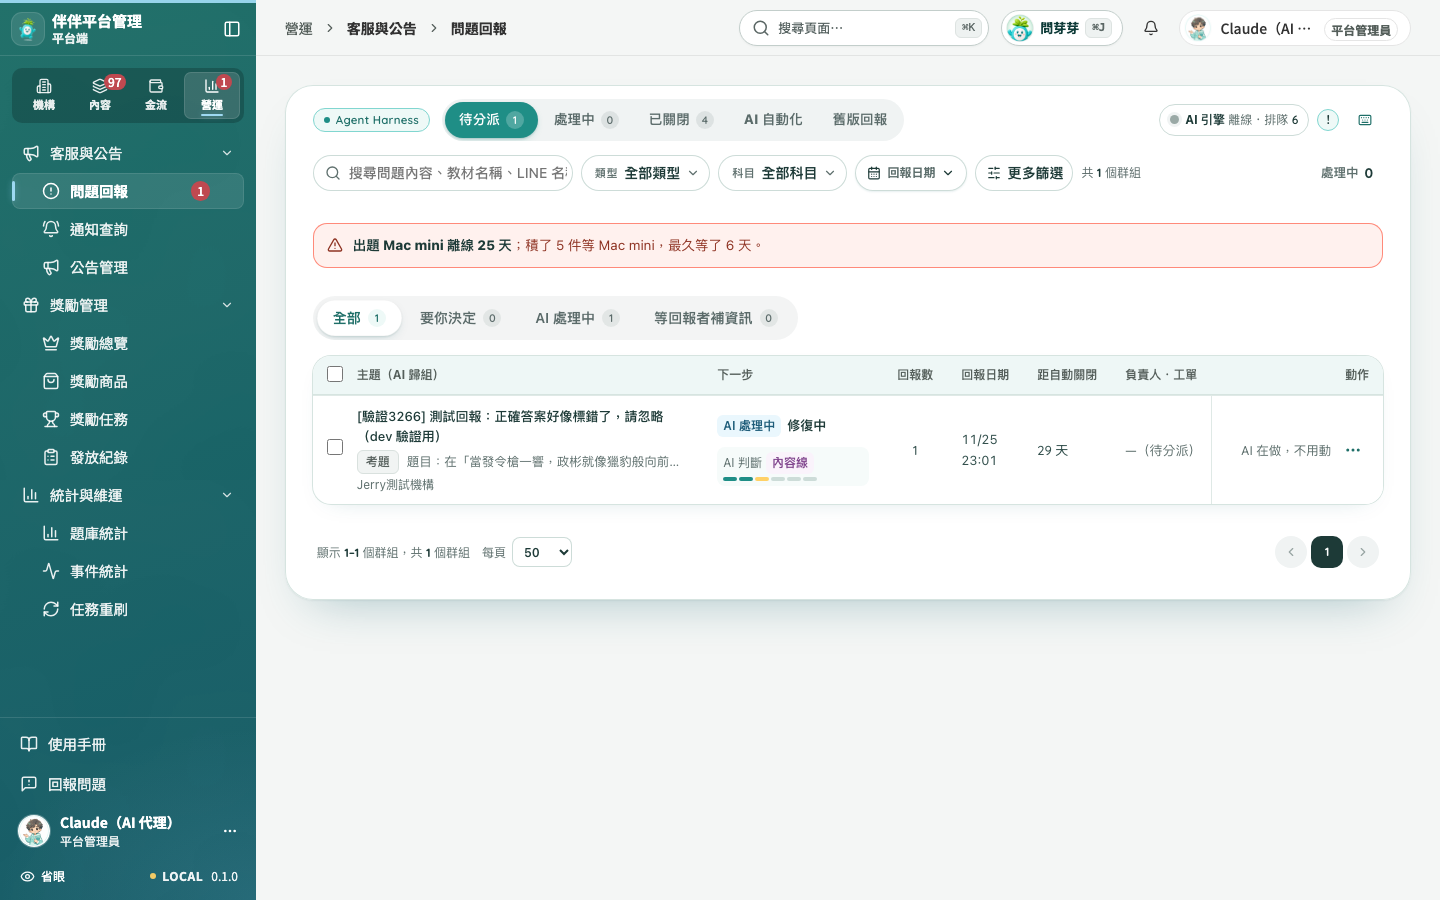 伴伴平台管理
平台端
機構
97
內容
金流
1
營運
客服與公告
問題回報 1
通知查詢
公告管理
獎勵管理
獎勵總覽
獎勵商品
獎勵任務
發放紀錄
統計與維運
題庫統計
事件統計
任務重刷
使用手冊
回報問題
Claude（AI 代理）
平台管理員
省眼
LOCAL 0.1.0
營運 > 客服與公告 > 問題回報
搜尋頁面… ⌘K
問芽芽 ⌘J
Claude（AI … 平台管理員
Agent Harness
待分派 1
處理中 0
已關閉 4
AI 自動化
舊版回報
AI 引擎 離線 · 排隊 6
!
搜尋問題內容、教材名稱、LINE 名
類型 全部類型
科目 全部科目
回報日期
更多篩選
共 1 個群組
處理中 0
出題 Mac mini 離線 25 天；積了 5 件等 Mac mini，最久等了 6 天。
全部 1
要你決定 0
AI 處理中 1
等回報者補資訊 0
主題（AI 歸組） 下一步 回報數 回報日期 距自動關閉 負責人 · 工單 動作
[驗證3266] 測試回報：正確答案好像標錯了，請忽略
（dev 驗證用）
考題 題目：在「當發令槍一響，政彬就像獵豹般向前...
Jerry測試機構
AI 處理中 修復中
AI 判斷 內容線
1
11/25
23:01
29 天
—（待分派）
AI 在做，不用動 ···
顯示 1-1 個群組，共 1 個群組 每頁 50
1